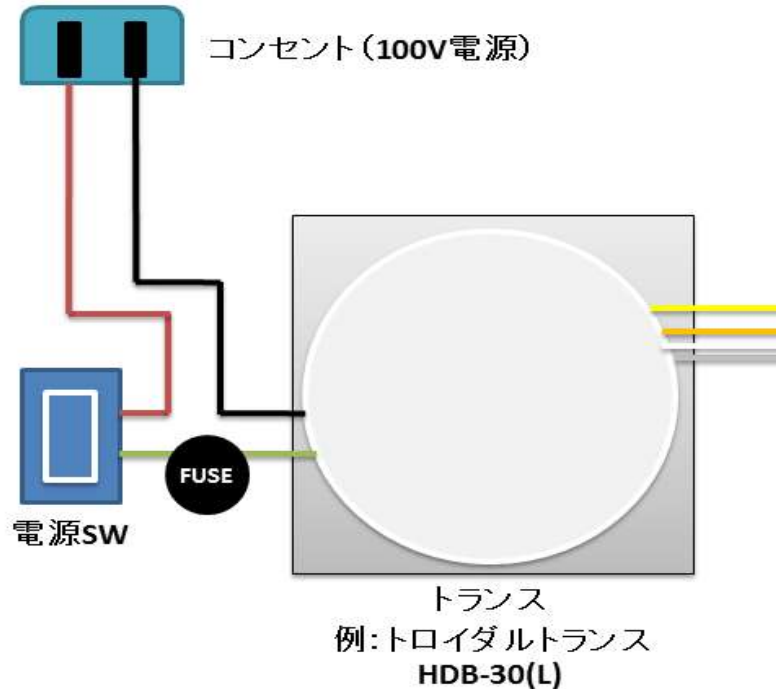 コンセント（100V電源）
FUSE
電源SW
トランス
例：トロイダルトランス
HDB-30(L)